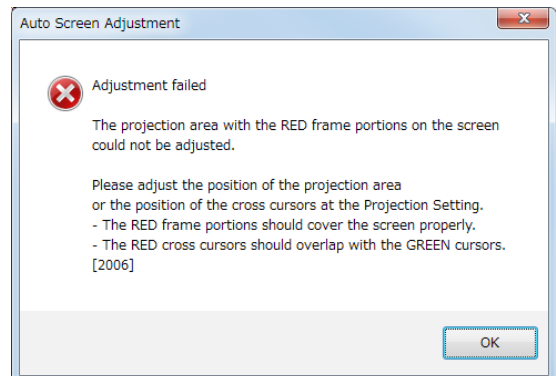 Auto Screen Adjustment
Adjustment failed
The projection area with the RED frame portions on the screen
could not be adjusted.
Please adjust the position of the projection area
or the position of the cross cursors at the Projection Setting.
- The RED frame portions should cover the screen properly.
- The RED cross cursors should overlap with the GREEN cursors.
[2006]
OK